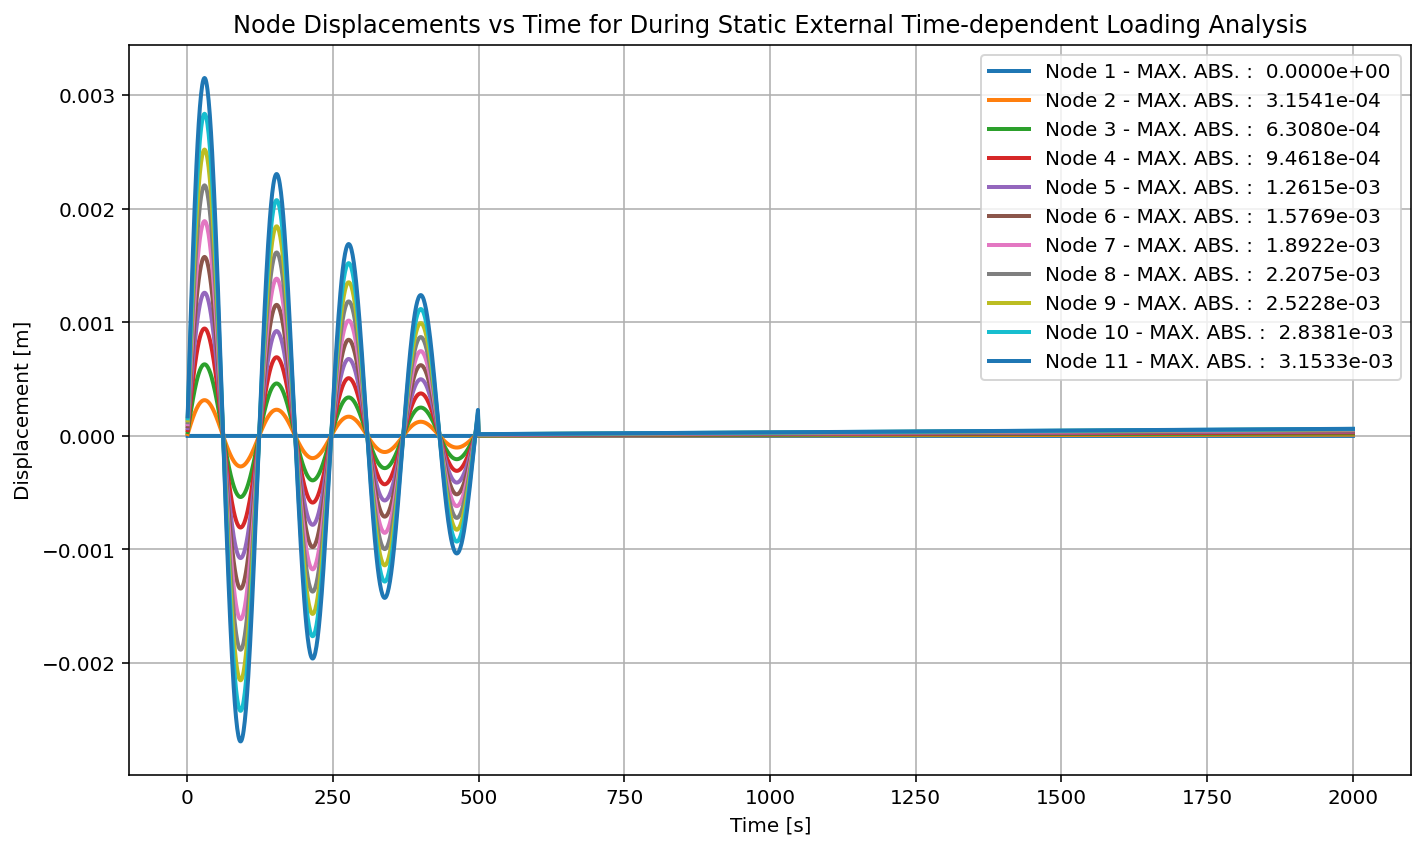 Node Displacements vs Time for During Static External Time-dependent Loading Analysis
Node 1 - MAX. ABS. :  0.0000e+00
Node 2 - MAX. ABS. :  3.1541e-04
Node 3 - MAX. ABS. :  6.3080e-04
Node 4 - MAX. ABS. :  9.4618e-04
Node 5 - MAX. ABS. :  1.2615e-03
Node 6 - MAX. ABS. :  1.5769e-03
Node 7 - MAX. ABS. :  1.8922e-03
Node 8 - MAX. ABS. :  2.2075e-03
Node 9 - MAX. ABS. :  2.5228e-03
Node 10 - MAX. ABS. :  2.8381e-03
Node 11 - MAX. ABS. :  3.1533e-03
Displacement [m]
0.003
0.002
0.001
0.000
−0.001
−0.002
0 250 500 750 1000 1250 1500 1750 2000
Time [s]